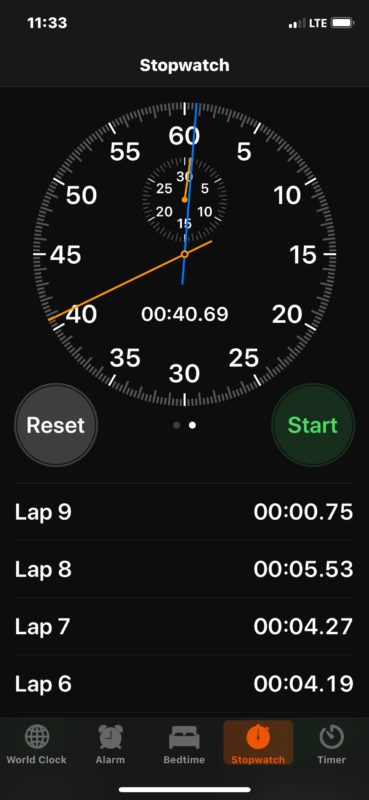 11:33
LTE
Stopwatch
60
55
5
50
10
45
15
40
20
35
25
30
30
25
5
20
10
15
00:40.69
Reset
Start
Lap 9 00:00.75
Lap 8 00:05.53
Lap 7 00:04.27
Lap 6 00:04.19
World Clock Alarm Bedtime Stopwatch Timer